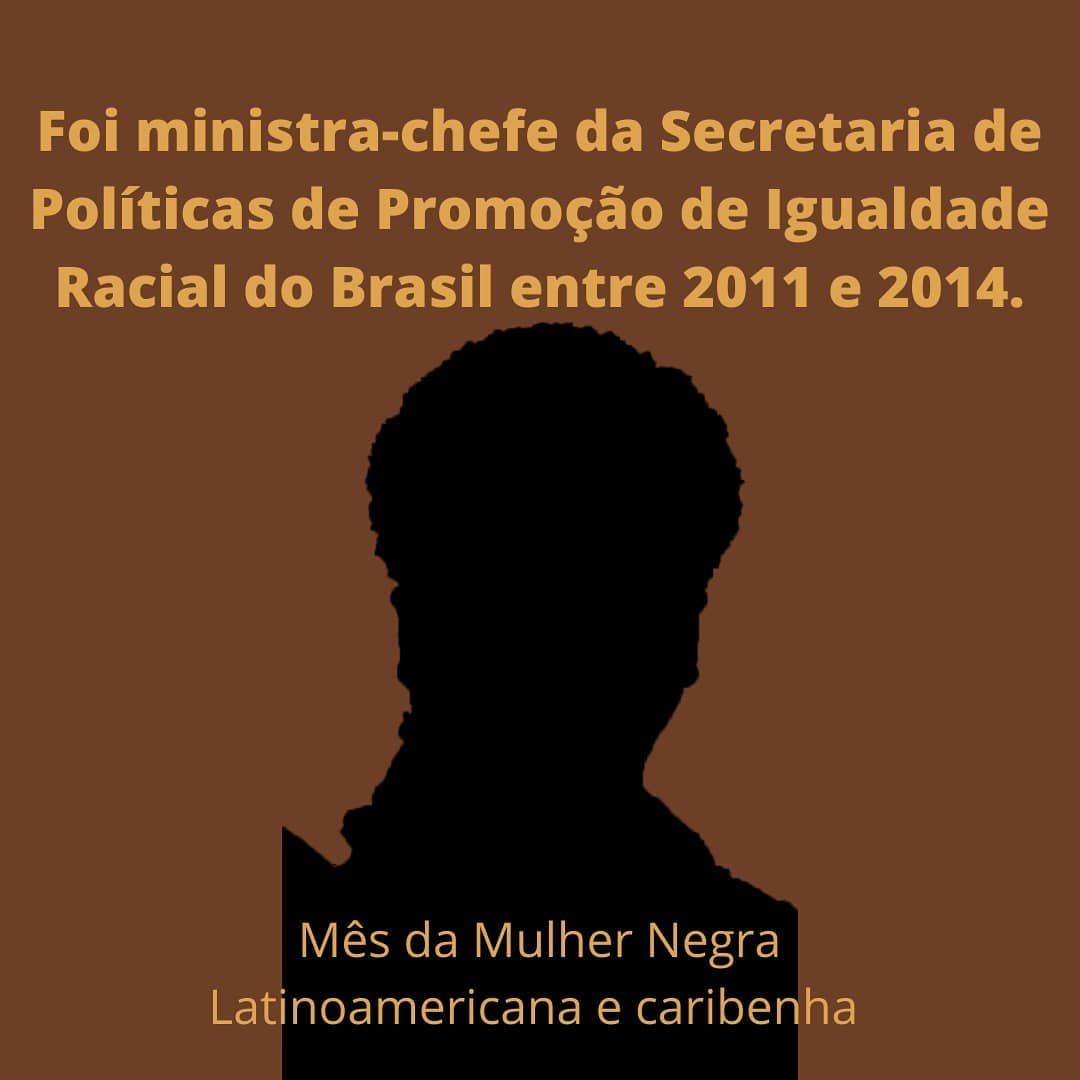 Foi ministra-chefe da Secretaria de
Políticas de Promoção de Igualdade
Racial do Brasil entre 2011 e 2014.
Mês da Mulher Negra
Latinoamericana e caribenha